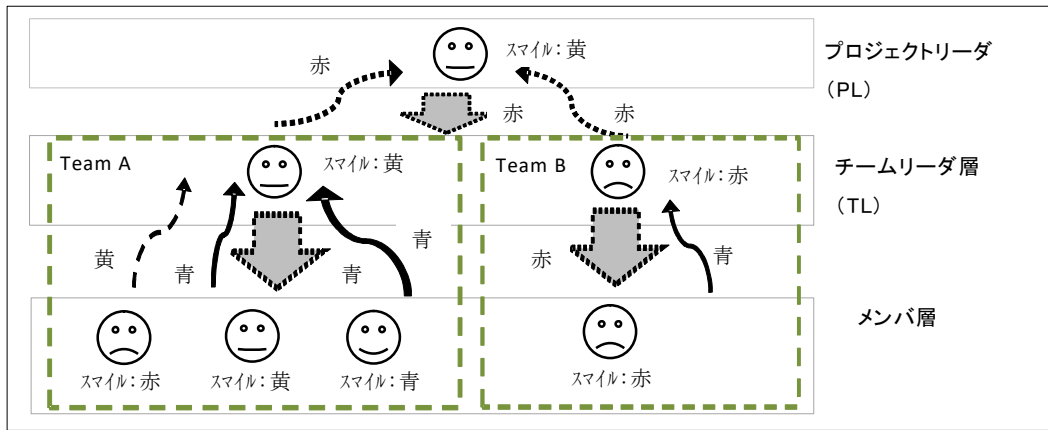 ｽﾏｲﾙ：黄
プロジェクトリーダ
（PL）
赤
赤
赤
Team A
ｽﾏｲﾙ：黄
Team B
ｽﾏｲﾙ：赤
チームリーダ層
（TL）
黄
青
青
青
赤
青
メンバ層
ｽﾏｲﾙ：赤
ｽﾏｲﾙ：黄
ｽﾏｲﾙ：青
ｽﾏｲﾙ：赤